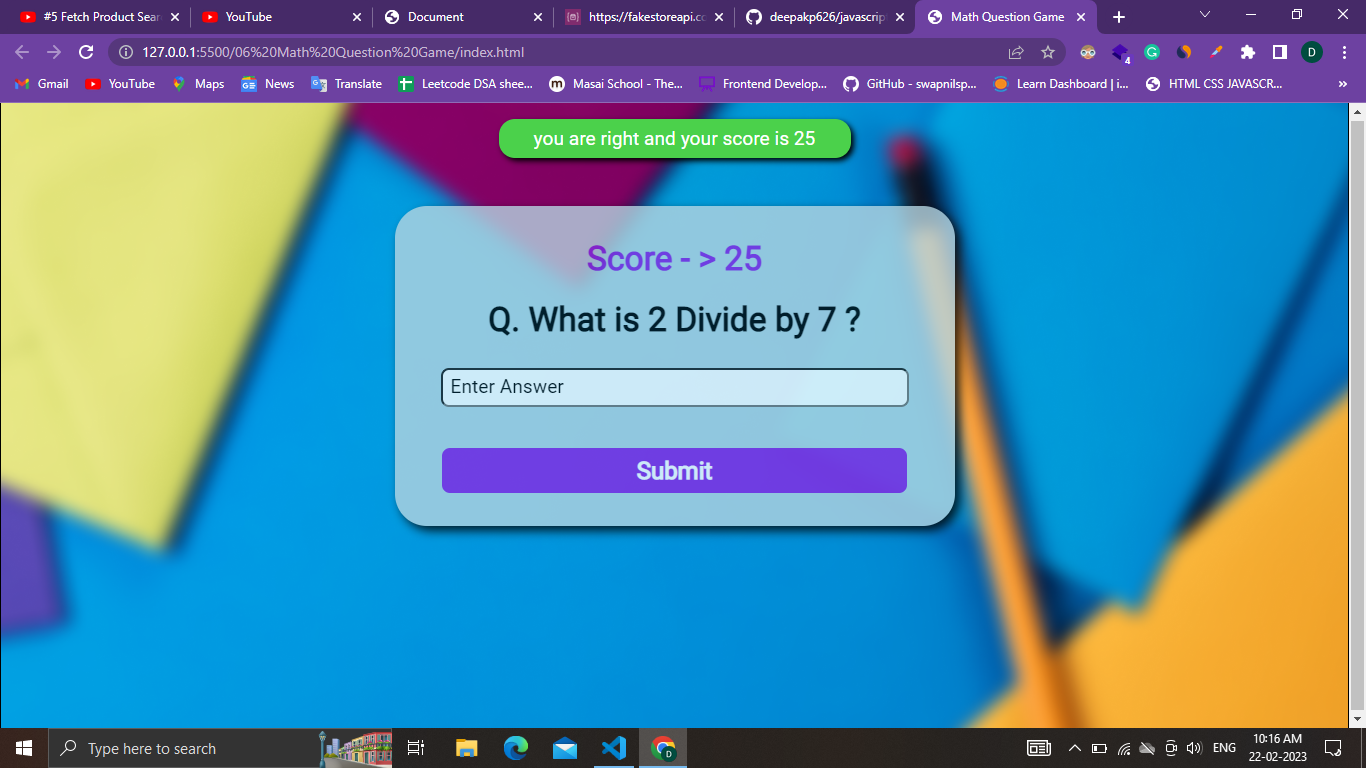 #5 Fetch Product Sear
YouTube
Document
https://fakestoreapi.co
deepakp626/javascript
Math Question Game
127.0.0.1:5500/06%20Math%20Question%20Game/index.html
D
4
Gmail
YouTube
Maps
News
Translate
Leetcode DSA shee...
Masai School - The...
Frontend Develop...
GitHub - swapnilsp...
Learn Dashboard | i...
HTML CSS JAVASCR...
»
you are right and your score is 25
Score - > 25
Q. What is 2 Divide by 7 ?
Enter Answer
Submit
Type here to search
ENG
10:16 AM
22-02-2023